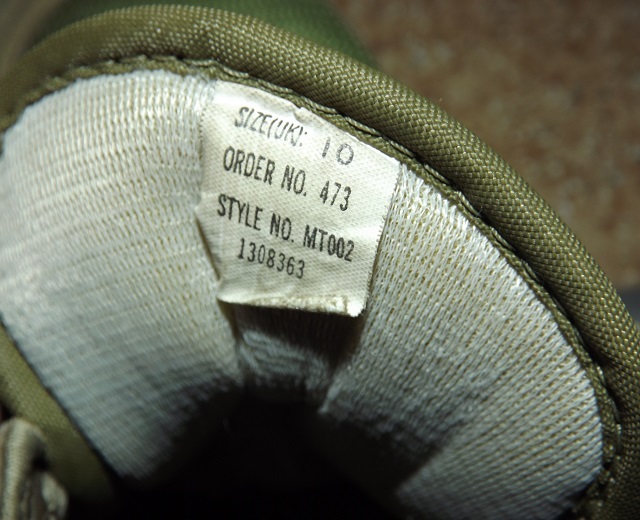 SIZE(UK): 10
ORDER NO. 473
STYLE NO. MT002
1308363